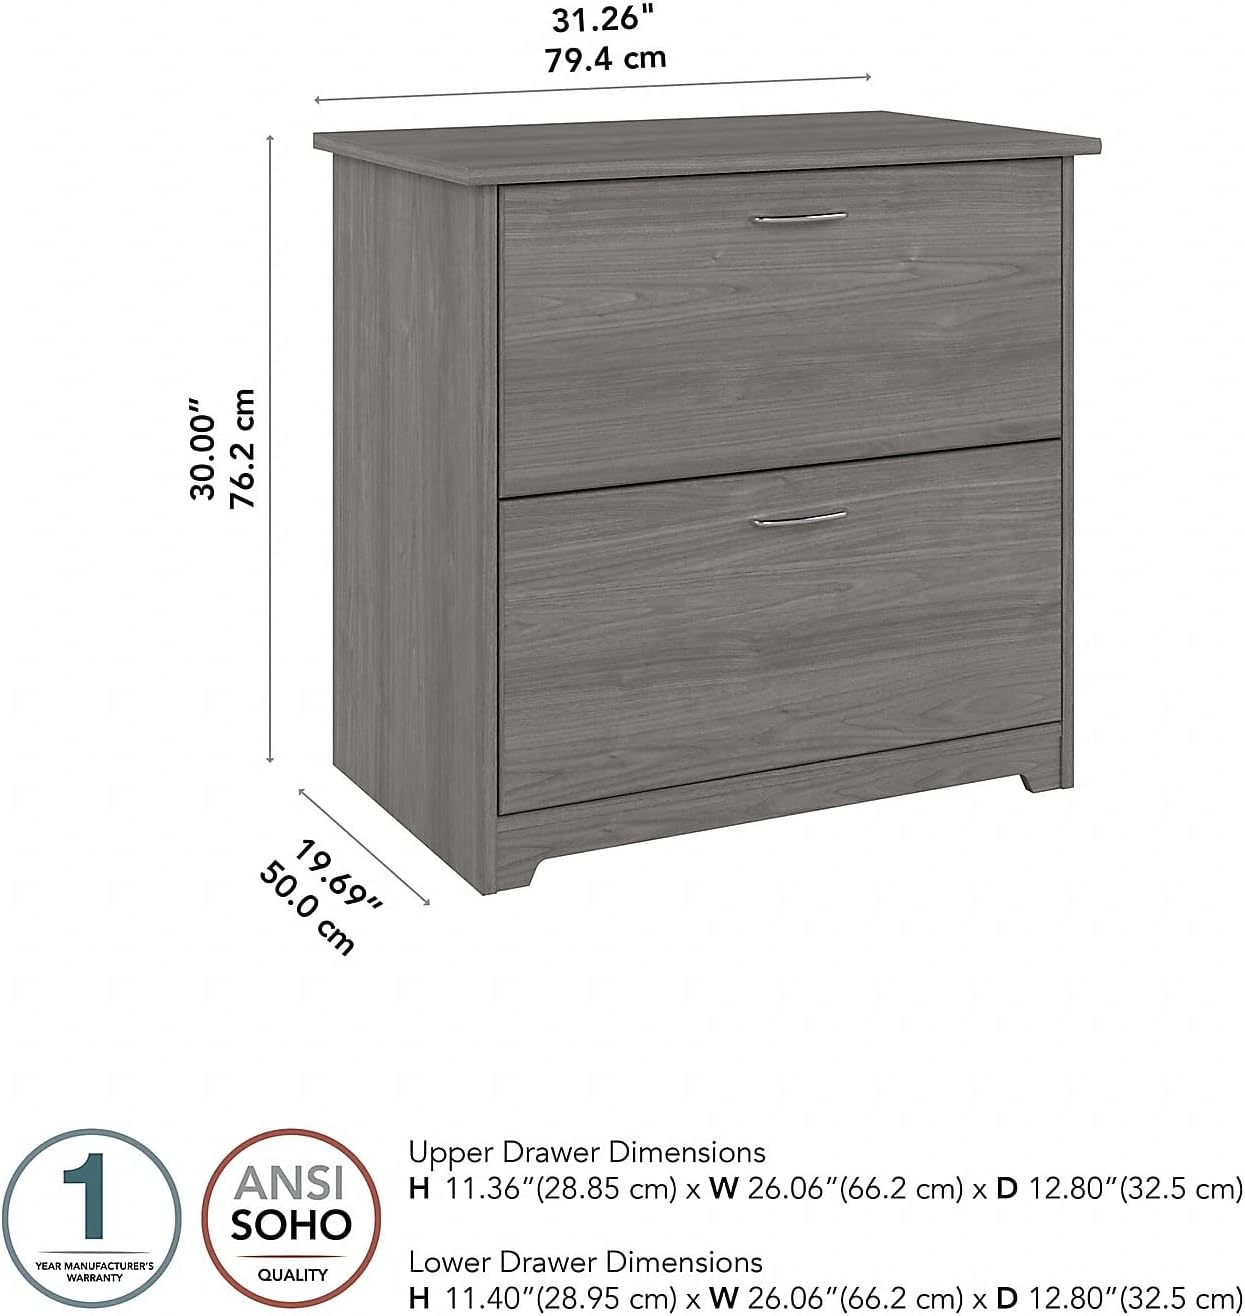 31.26"
79.4 cm
30.00”
76.2 cm
19.69”
50.0 cm
1
YEAR MANUFACTURER'S
WARRANTY
ANSI
SOHO
QUALITY
Upper Drawer Dimensions
H 11.36”(28.85 cm) x W 26.06”(66.2 cm) x D 12.80”(32.5 cm)
Lower Drawer Dimensions
H 11.40”(28.95 cm) x W 26.06”(66.2 cm) x D 12.80”(32.5 cm)